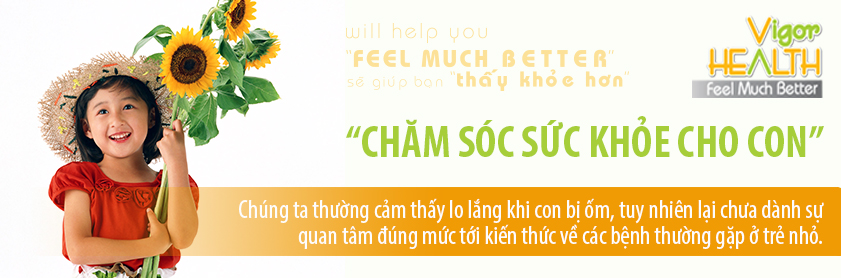 will help you
"FEEL MUCH BETTER"
sẽ giúp bạn "thấy khỏe hơn"
Vigor
HEALTH
Feel Much Better
“CHĂM SÓC SỨC KHỎE CHO CON”
Chúng ta thường cảm thấy lo lắng khi con bị ốm, tuy nhiên lại chưa dành sự
quan tâm đúng mức tới kiến thức về các bệnh thường gặp ở trẻ nhỏ.